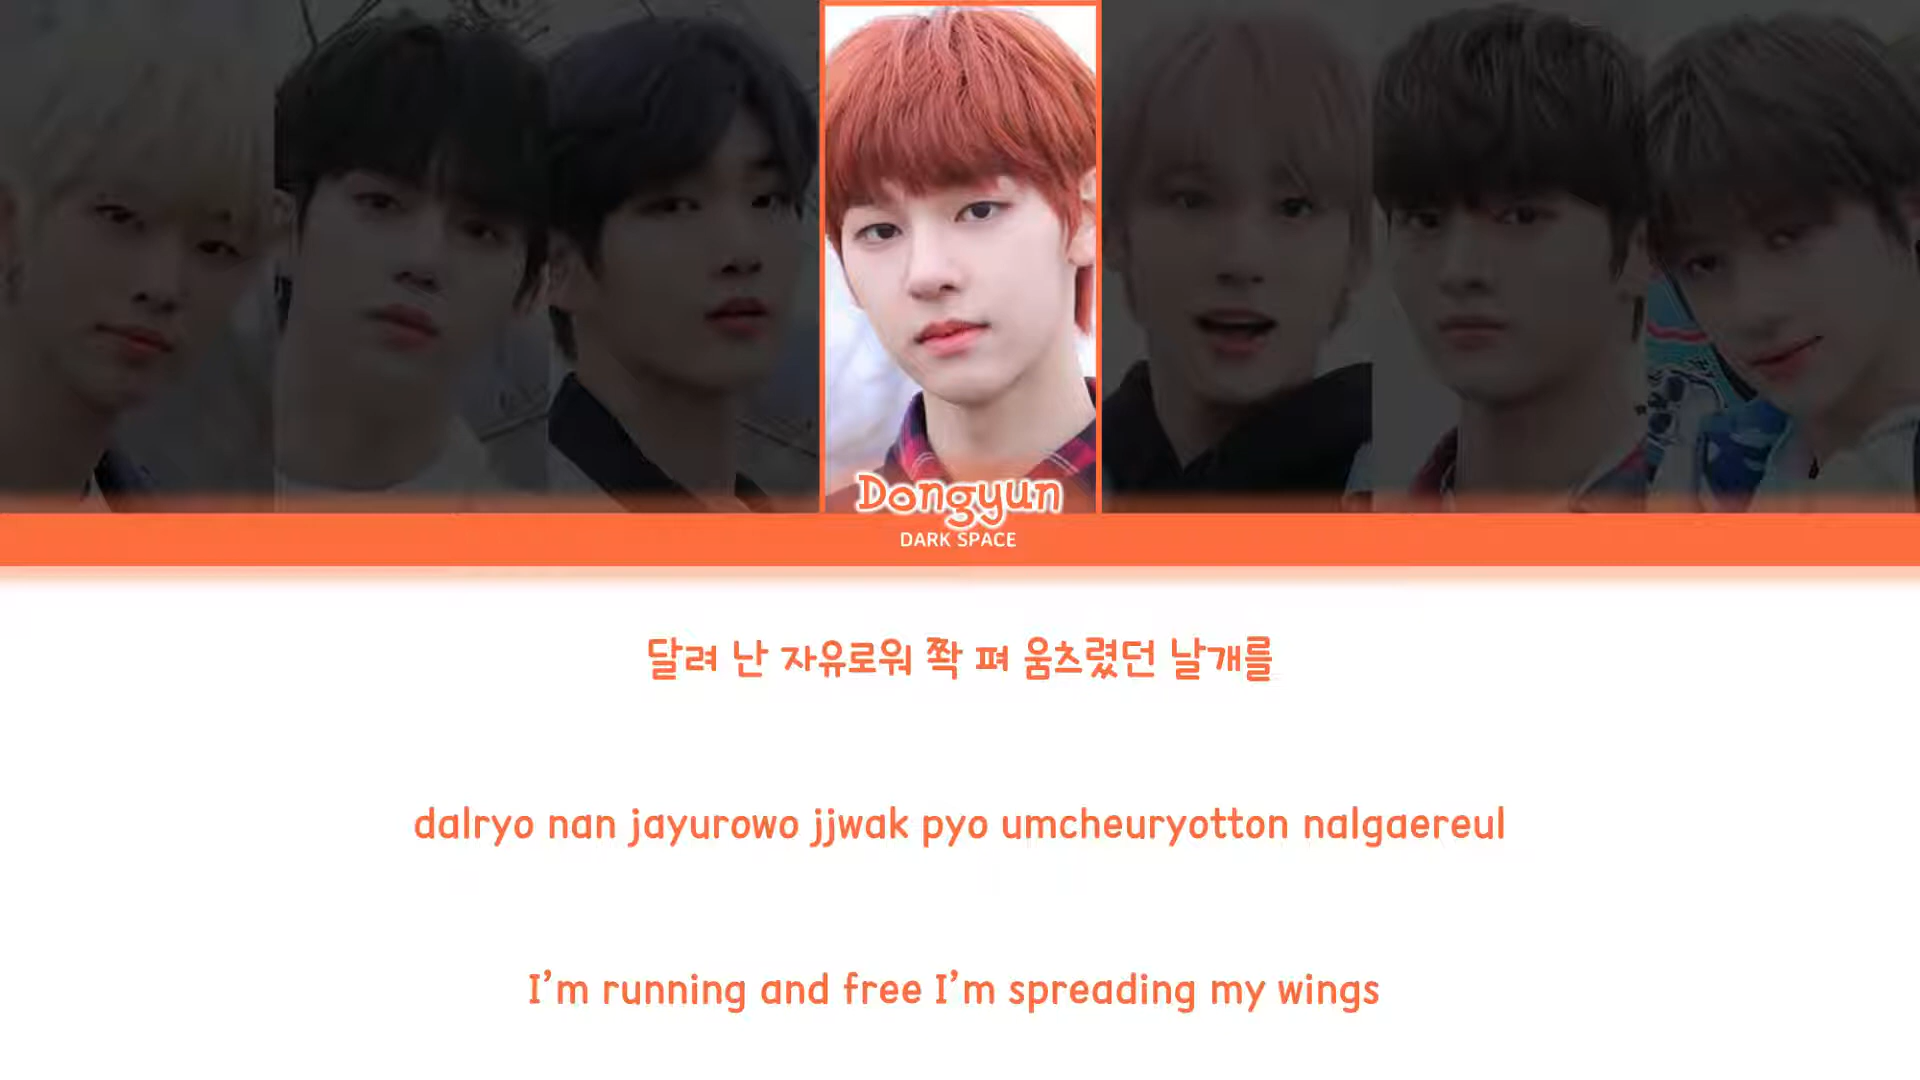 Dongyun
DARK SPACE
달려 난 자유로워 쫙 펴 움츠렸던 날개를
dalryo nan jayurowo jjwak pyo umcheuryotton nalgaereul
I'm running and free I'm spreading my wings